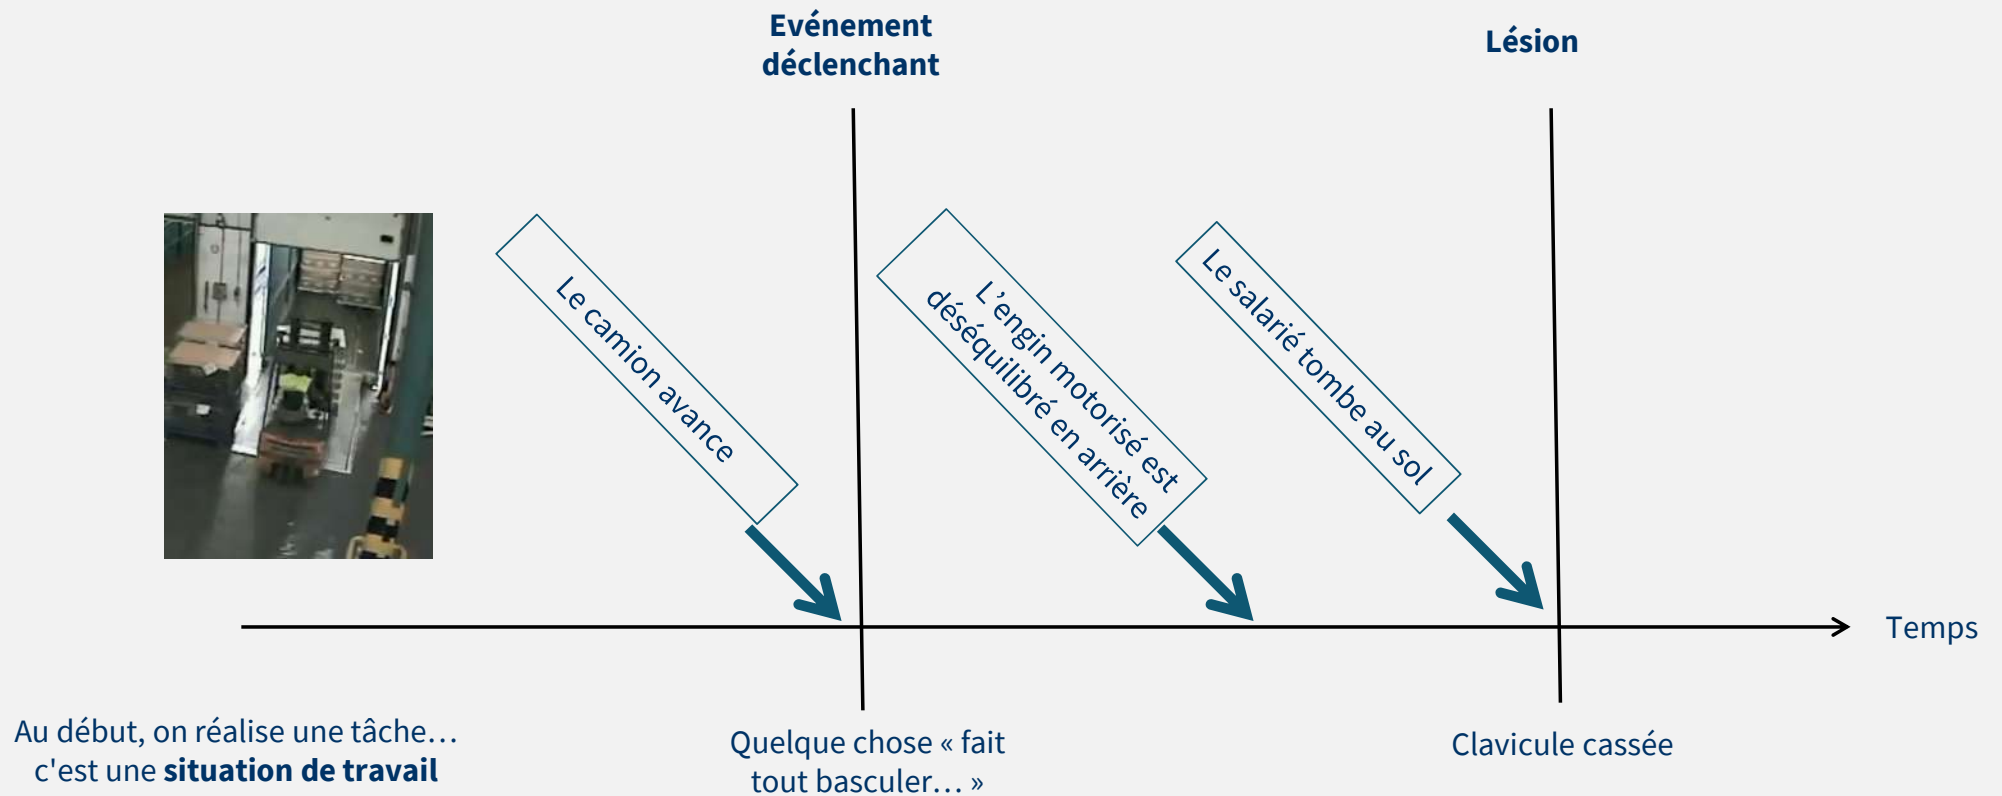 Evénement
déclenchant
Lésion
Le camion avance
L’engin motorisé est
déséquilibré en arrière
Le salarié tombe au sol
Temps
Au début, on réalise une tâche…
c'est une situation de travail
Quelque chose « fait
tout basculer… »
Clavicule cassée